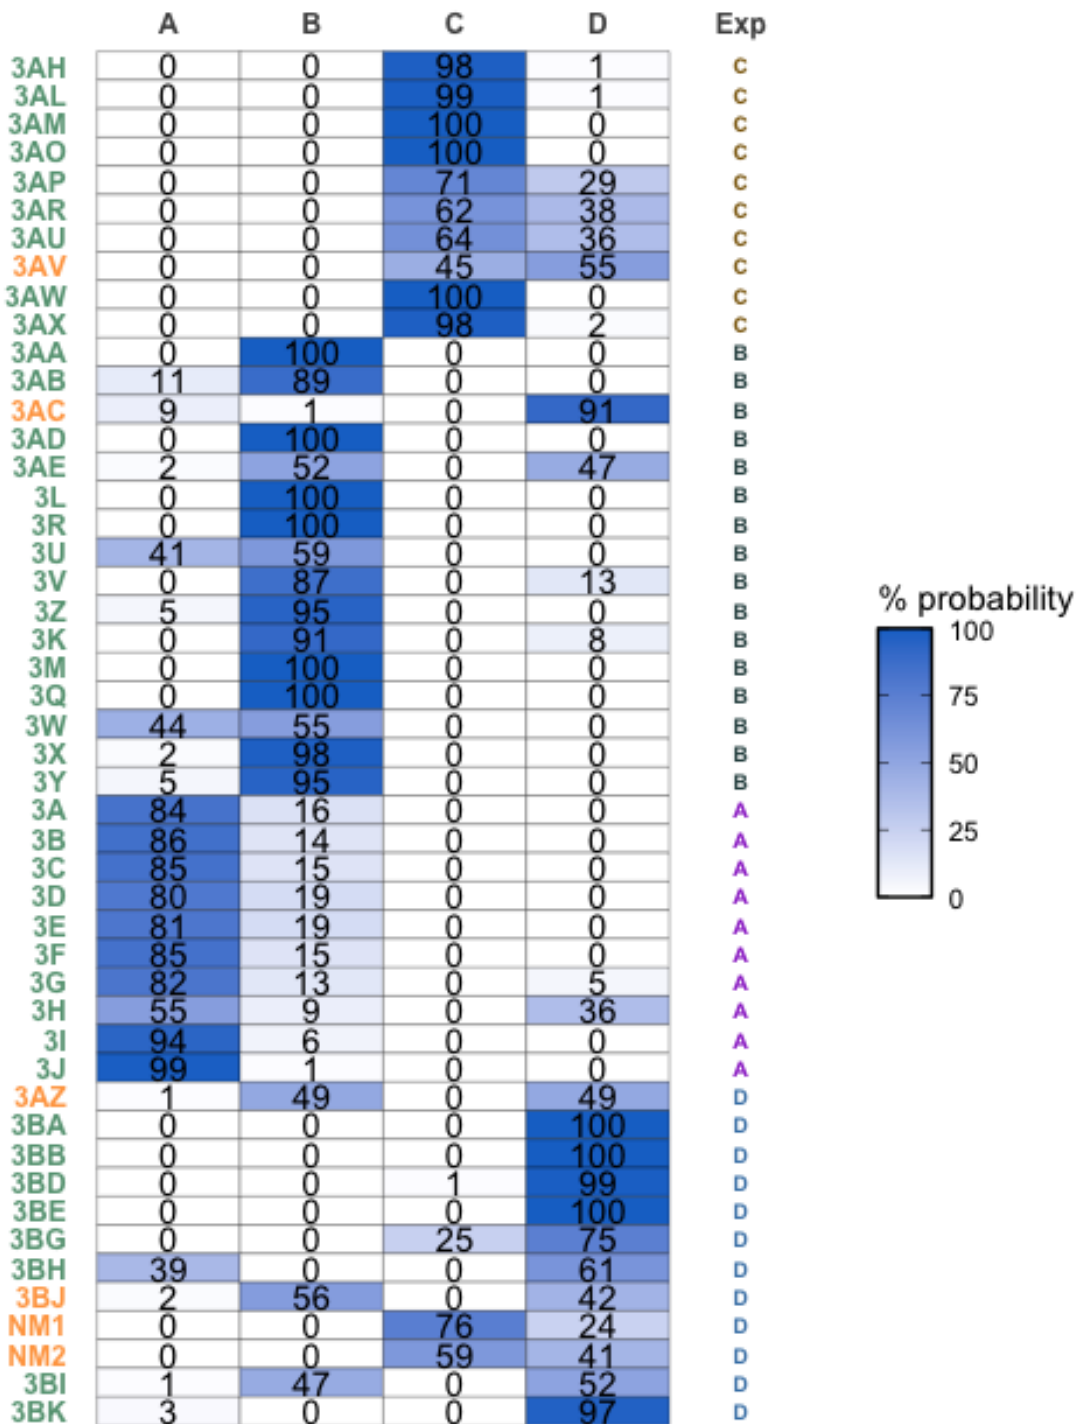 A B C D Exp
3AH 0 0 98 1 C
3AL 0 0 99 1 C
3AM 0 0 100 0 C
3AO 0 0 100 0 C
3AP 0 0 71 29 C
3AR 0 0 62 38 C
3AU 0 0 64 36 C
3AV 0 0 45 55 C
3AW 0 0 100 0 C
3AX 0 0 98 2 C
3AA 0 100 0 0 B
3AB 11 89 0 0 B
3AC 9 1 0 91 B
3AD 0 100 0 0 B
3AE 2 52 0 47 B
3L 0 100 0 0 B
3R 0 100 0 0 B
3U 41 59 0 0 B
3V 0 87 0 13 B
3Z 5 95 0 0 B
3K 0 91 0 8 B
3M 0 100 0 0 B
3Q 0 100 0 0 B
3W 44 55 0 0 B
3X 2 98 0 0 B
3Y 5 95 0 0 B
3A 84 16 0 0 A
3B 86 14 0 0 A
3C 85 15 0 0 A
3D 80 19 0 0 A
3E 81 19 0 0 A
3F 85 15 0 0 A
3G 82 13 0 5 A
3H 55 9 0 36 A
3I 94 6 0 0 A
3J 99 1 0 0 A
3AZ 1 49 0 49 D
3BA 0 0 0 100 D
3BB 0 0 0 100 D
3BD 0 0 1 99 D
3BE 0 0 0 100 D
3BG 0 0 25 75 D
3BH 39 0 0 61 D
3BJ 2 56 0 42 D
NM1 0 0 76 24 D
NM2 0 0 59 41 D
3BI 1 47 0 52 D
3BK 3 0 0 97 D
% probability
100
75
50
25
0